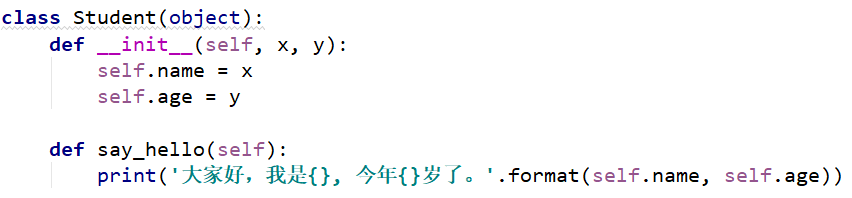 class Student(object):
    def __init__(self, x, y):
        self.name = x
        self.age = y
    def say_hello(self):
        print('大家好，我是{}, 今年{}岁了。'.format(self.name, self.age))